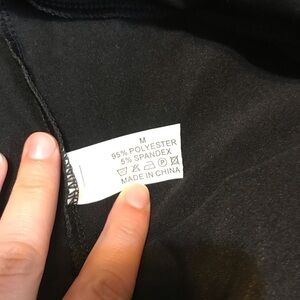 M
95% POLYESTER
5% SPANDEX
MADE IN CHINA